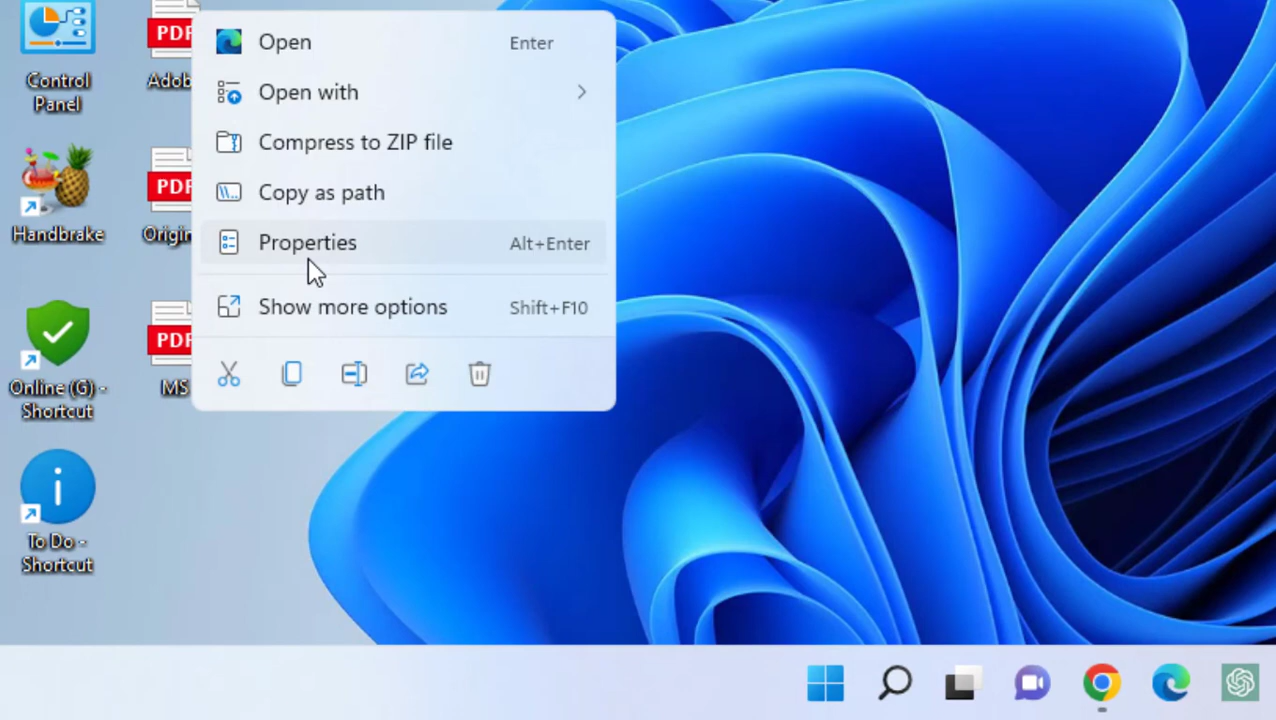 Control
Panel
Handbrake
Online (G) -
Shortcut
To Do -
Shortcut
PDF
Adob
PDF
Origin
PDF
MS
Open Enter
Open with
Compress to ZIP file
Copy as path
Properties Alt+Enter
Show more options Shift+F10